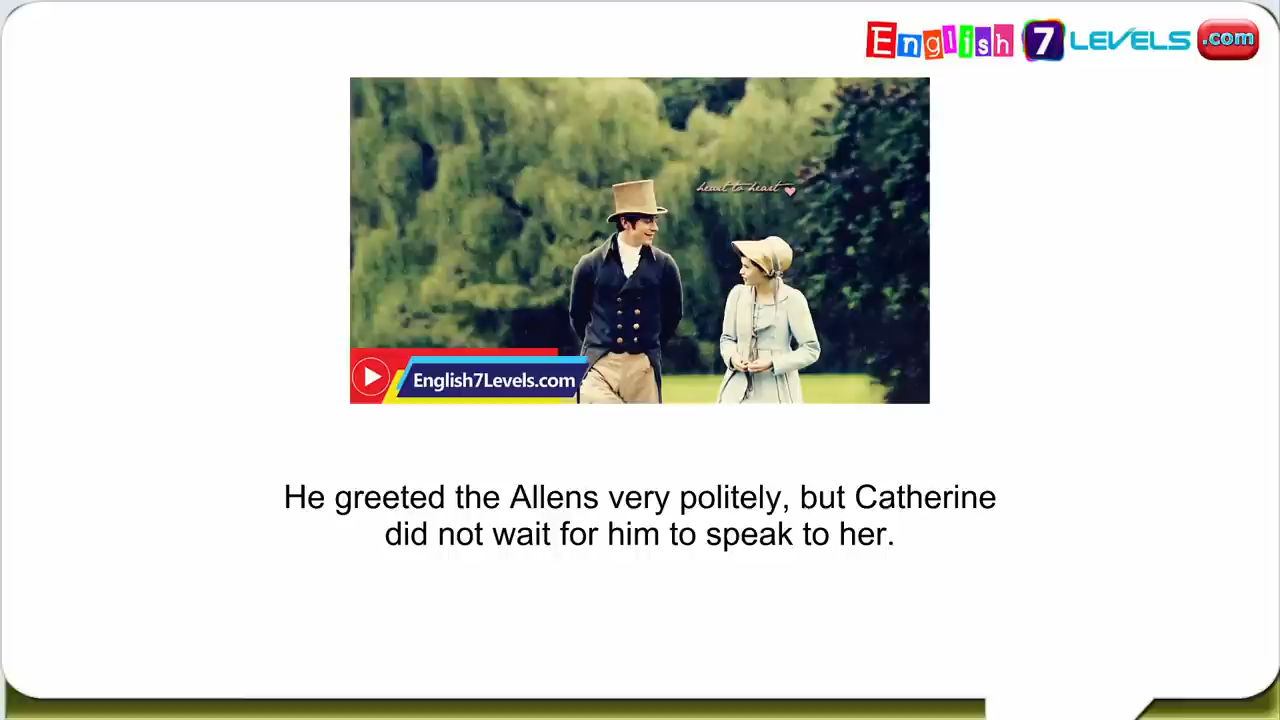 English 7 LEVELS .com
heart to heart
English7Levels.com
He greeted the Allens very politely, but Catherine
did not wait for him to speak to her.